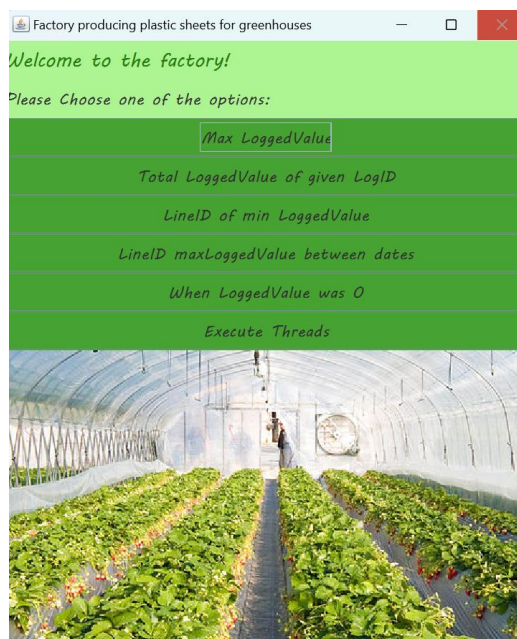 Factory producing plastic sheets for greenhouses
Welcome to the factory!
Please Choose one of the options:
Max LoggedValue
Total LoggedValue of given LogID
LineID of min LoggedValue
LineID maxLoggedValue between dates
When LoggedValue was 0
Execute Threads